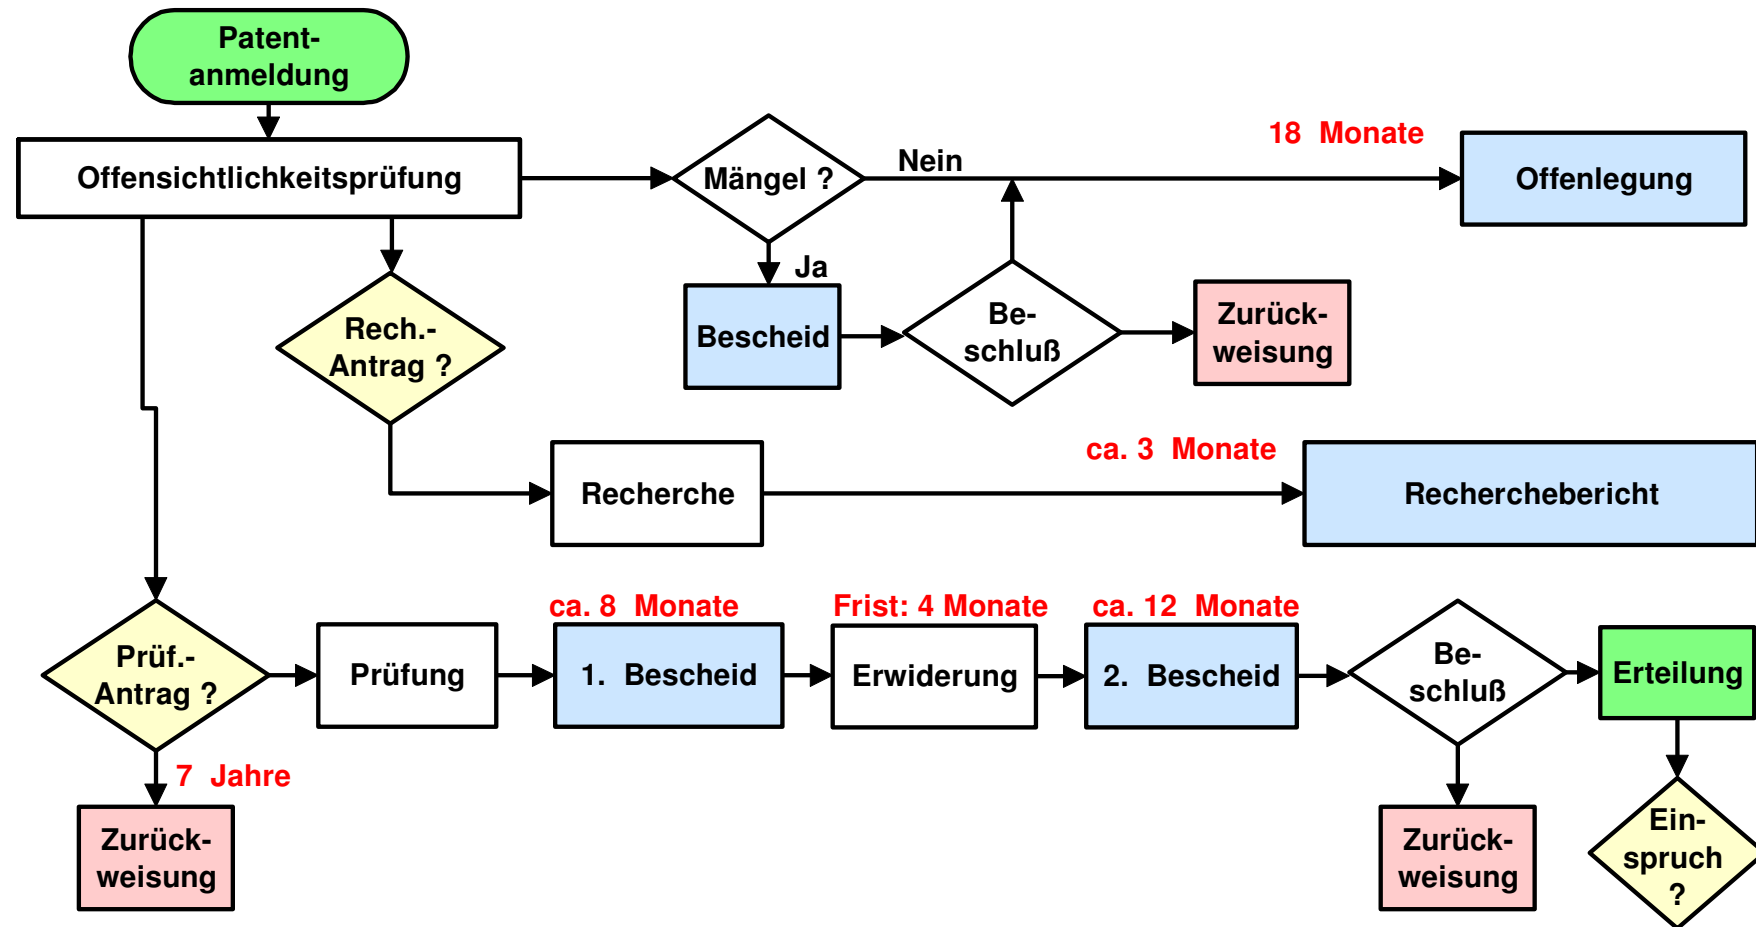 Patent-
anmeldung
18 Monate
Offensichtlichkeitsprüfung
Mängel ?
Nein
Offenlegung
Ja
Rech.-
Antrag ?
Bescheid
Be-
schluß
Zurück-
weisung
ca. 3 Monate
Recherche
Recherchebericht
ca. 8 Monate
Frist: 4 Monate
ca. 12 Monate
Prüf.-
Antrag ?
Prüfung
1. Bescheid
Erwiderung
2. Bescheid
Be-
schluß
Erteilung
7 Jahre
Zurück-
weisung
Zurück-
weisung
Ein-
spruch
?